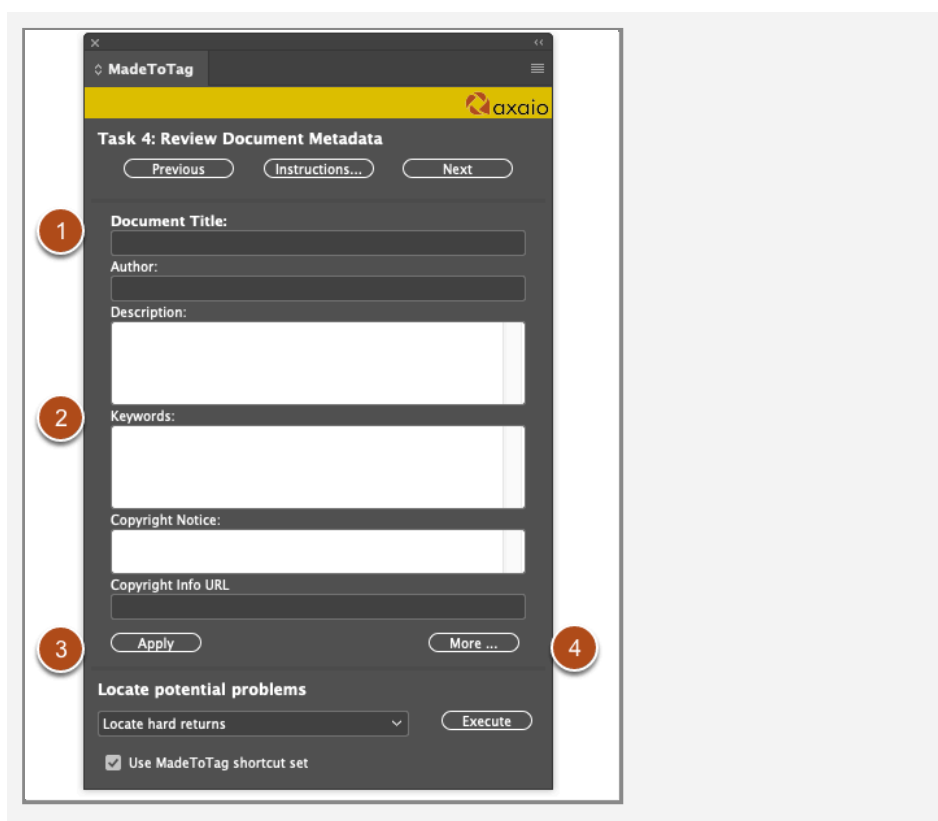 MadeToTag
axaio
Task 4: Review Document Metadata
Previous Instructions... Next
1
Document Title:
Author:
Description:
2
Keywords:
Copyright Notice:
Copyright Info URL
3
Apply More ...
4
Locate potential problems
Locate hard returns Execute
Use MadeToTag shortcut set